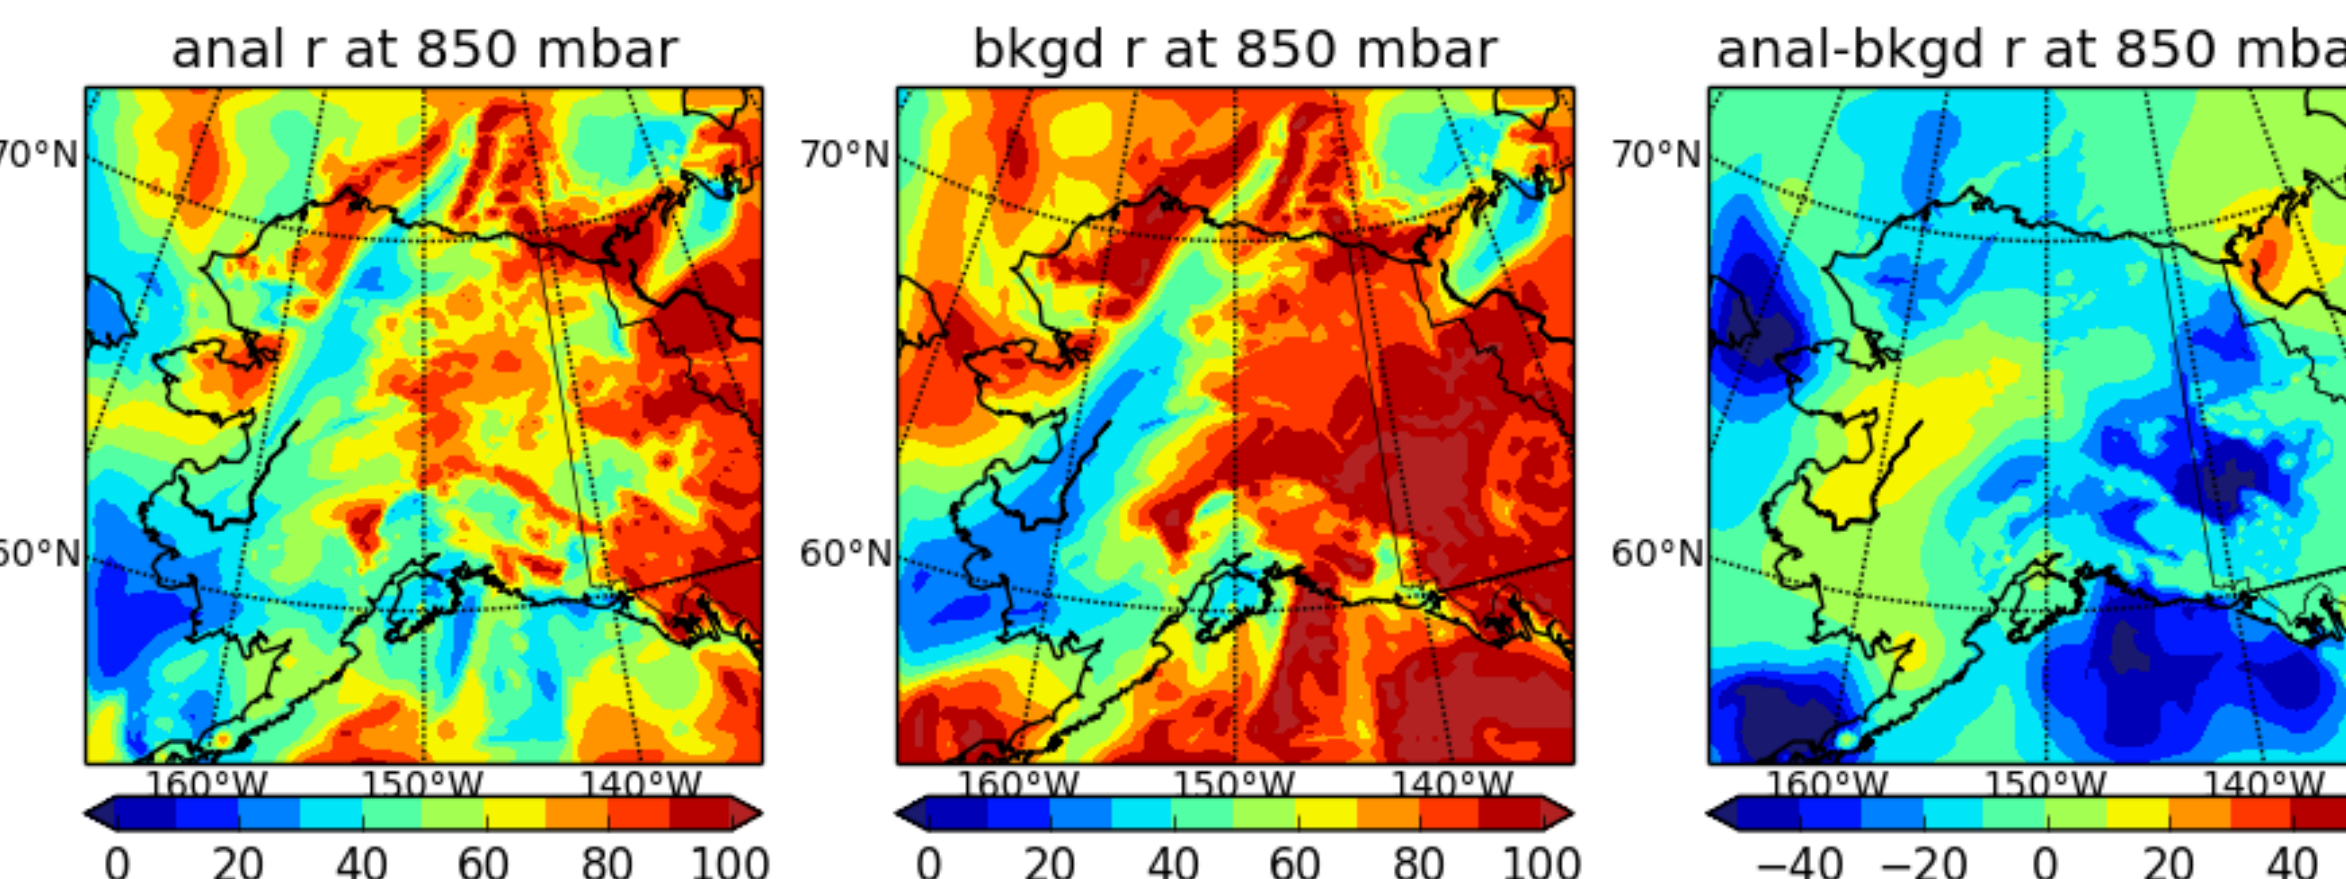 anal r at 850 mbar
bkgd r at 850 mbar
anal-bkgd r at 850 mba
70°N
70°N
70°N
60°N
60°N
60°N
160°W 150°W 140°W
160°W 150°W 140°W
160°W 150°W 140°W
0 20 40 60 80 100
0 20 40 60 80 100
−40 −20 0 20 40